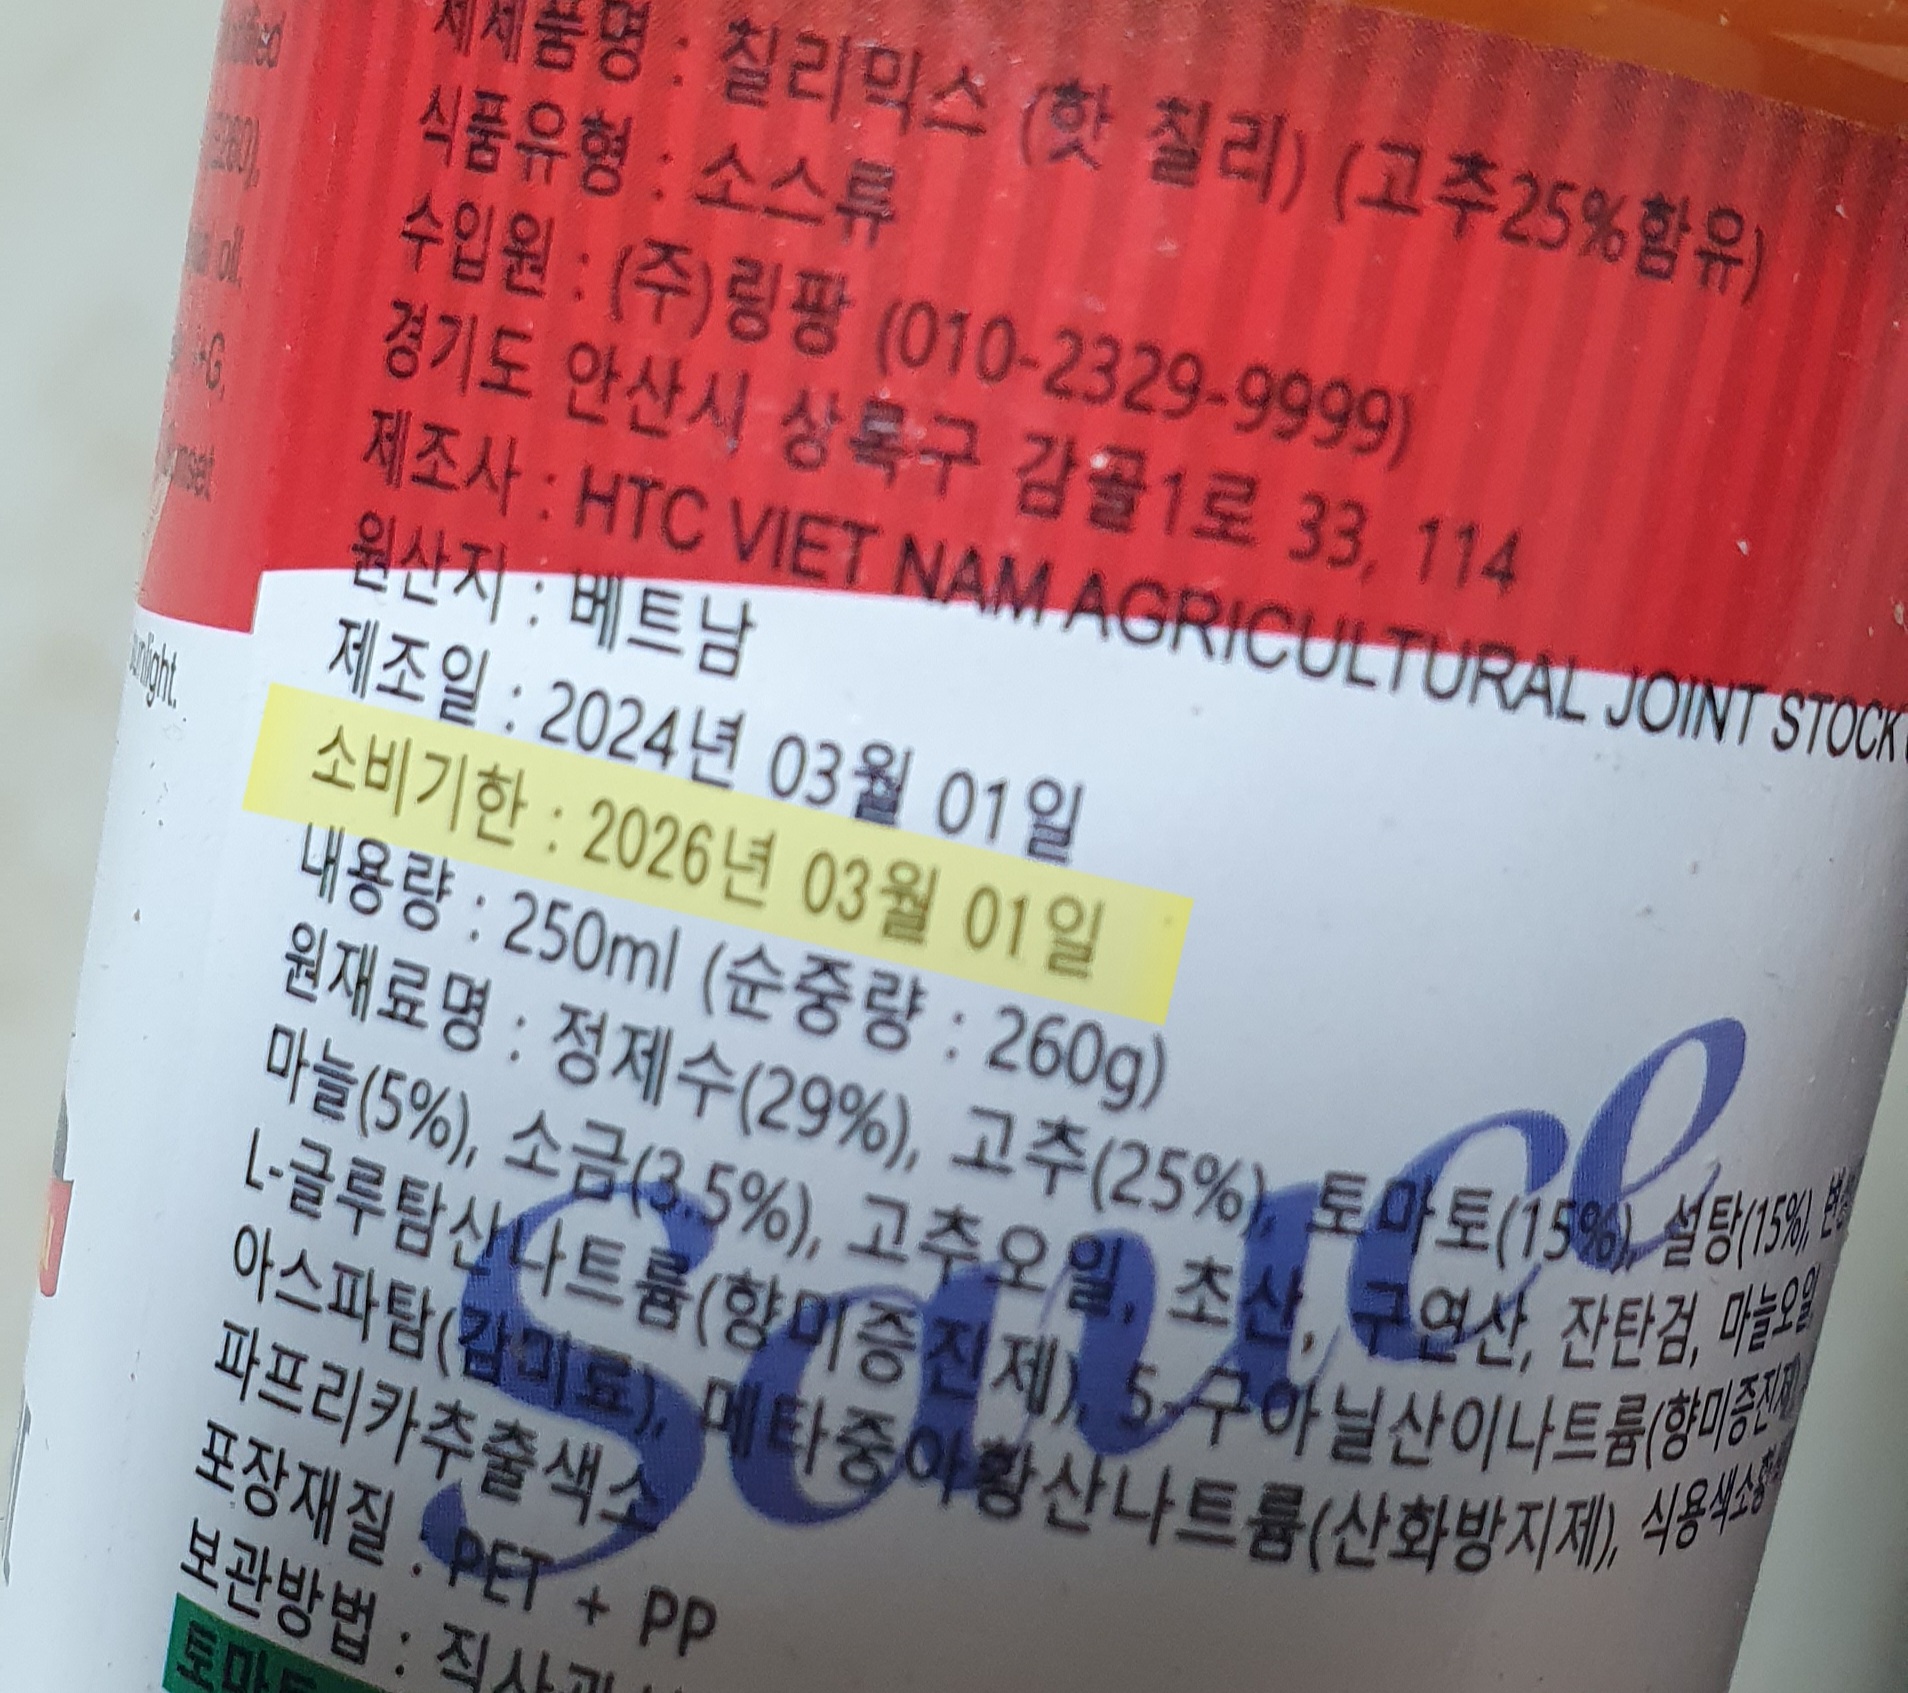 제품명 : 칠리믹스 (핫 칠리) (고추25%함유)
식품유형 : 소스류
수입원 : (주)링팡 (010-2329-9999)
경기도 안산시 상록구 감골1로 33, 114
제조사 : HTC VIET NAM AGRICULTURAL JOINT STOCK
원산지 : 베트남
제조일 : 2024년 03월 01일
소비기한 : 2026년 03월 01일
내용량 : 250ml (순중량 : 260g)
원재료명 : 정제수(29%), 고추(25%), 토마토(15%), 설탕(15%),
마늘(5%), 소금(3.5%), 고추오일, 초산, 구연산, 잔탄검, 마늘오일
L-글루탐산나트륨(향미증진제), 5-구아닐산이나트륨(향미증진제)
아스파탐(감미료), 메타중아황산나트륨(산화방지제), 식용색소황
파프리카추출색소
포장재질 : PET + PP
보관방법 : 직사광
Sauce
sunlight.